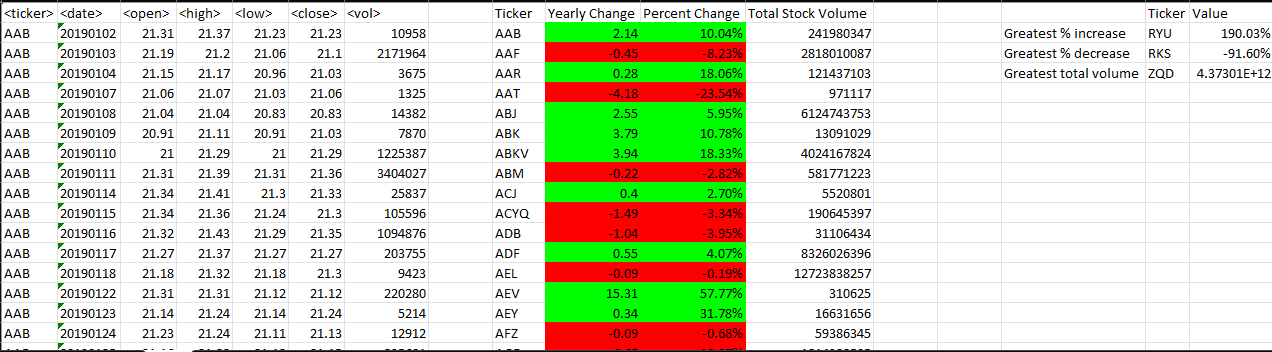 <ticker> <date> <open> <high> <low> <close> <vol> Ticker Yearly Change Percent Change Total Stock Volume Ticker Value
AAB 20190102 21.31 21.37 21.23 21.23 10958 AAB 2.14 10.04% 241980347 Greatest % increase RYU 190.03%
AAB 20190103 21.19 21.2 21.06 21.1 2171964 AAF -0.45 -8.23% 2818010087 Greatest % decrease RKS -91.60%
AAB 20190104 21.15 21.17 20.96 21.03 3675 AAR 0.28 18.06% 121437103 Greatest total volume ZQD 4.37301E+12
AAB 20190107 21.06 21.07 21.03 21.06 1325 AAT -4.18 -23.54% 971117
AAB 20190108 21.04 21.04 20.83 20.83 14382 ABJ 2.55 5.95% 6124743753
AAB 20190109 20.91 21.11 20.91 21.03 7870 ABK 3.79 10.78% 13091029
AAB 20190110 21 21.29 21 21.29 1225387 ABKV 3.94 18.33% 4024167824
AAB 20190111 21.31 21.39 21.31 21.36 3404027 ABM -0.22 -2.82% 581771223
AAB 20190114 21.34 21.41 21.3 21.33 25837 ACJ 0.4 2.70% 5520801
AAB 20190115 21.34 21.36 21.24 21.3 105596 ACYQ -1.49 -3.34% 190645397
AAB 20190116 21.32 21.43 21.29 21.35 1094876 ADB -1.04 -3.95% 31106434
AAB 20190117 21.27 21.37 21.27 21.27 203755 ADF 0.55 4.07% 8326026396
AAB 20190118 21.18 21.32 21.18 21.3 9423 AEL -0.09 -0.19% 12723838257
AAB 20190122 21.31 21.31 21.12 21.12 220280 AEV 15.31 57.77% 310625
AAB 20190123 21.14 21.24 21.14 21.24 5214 AEY 0.34 31.78% 16631656
AAB 20190124 21.23 21.24 21.11 21.13 12912 AFZ -0.09 -0.68% 59386345